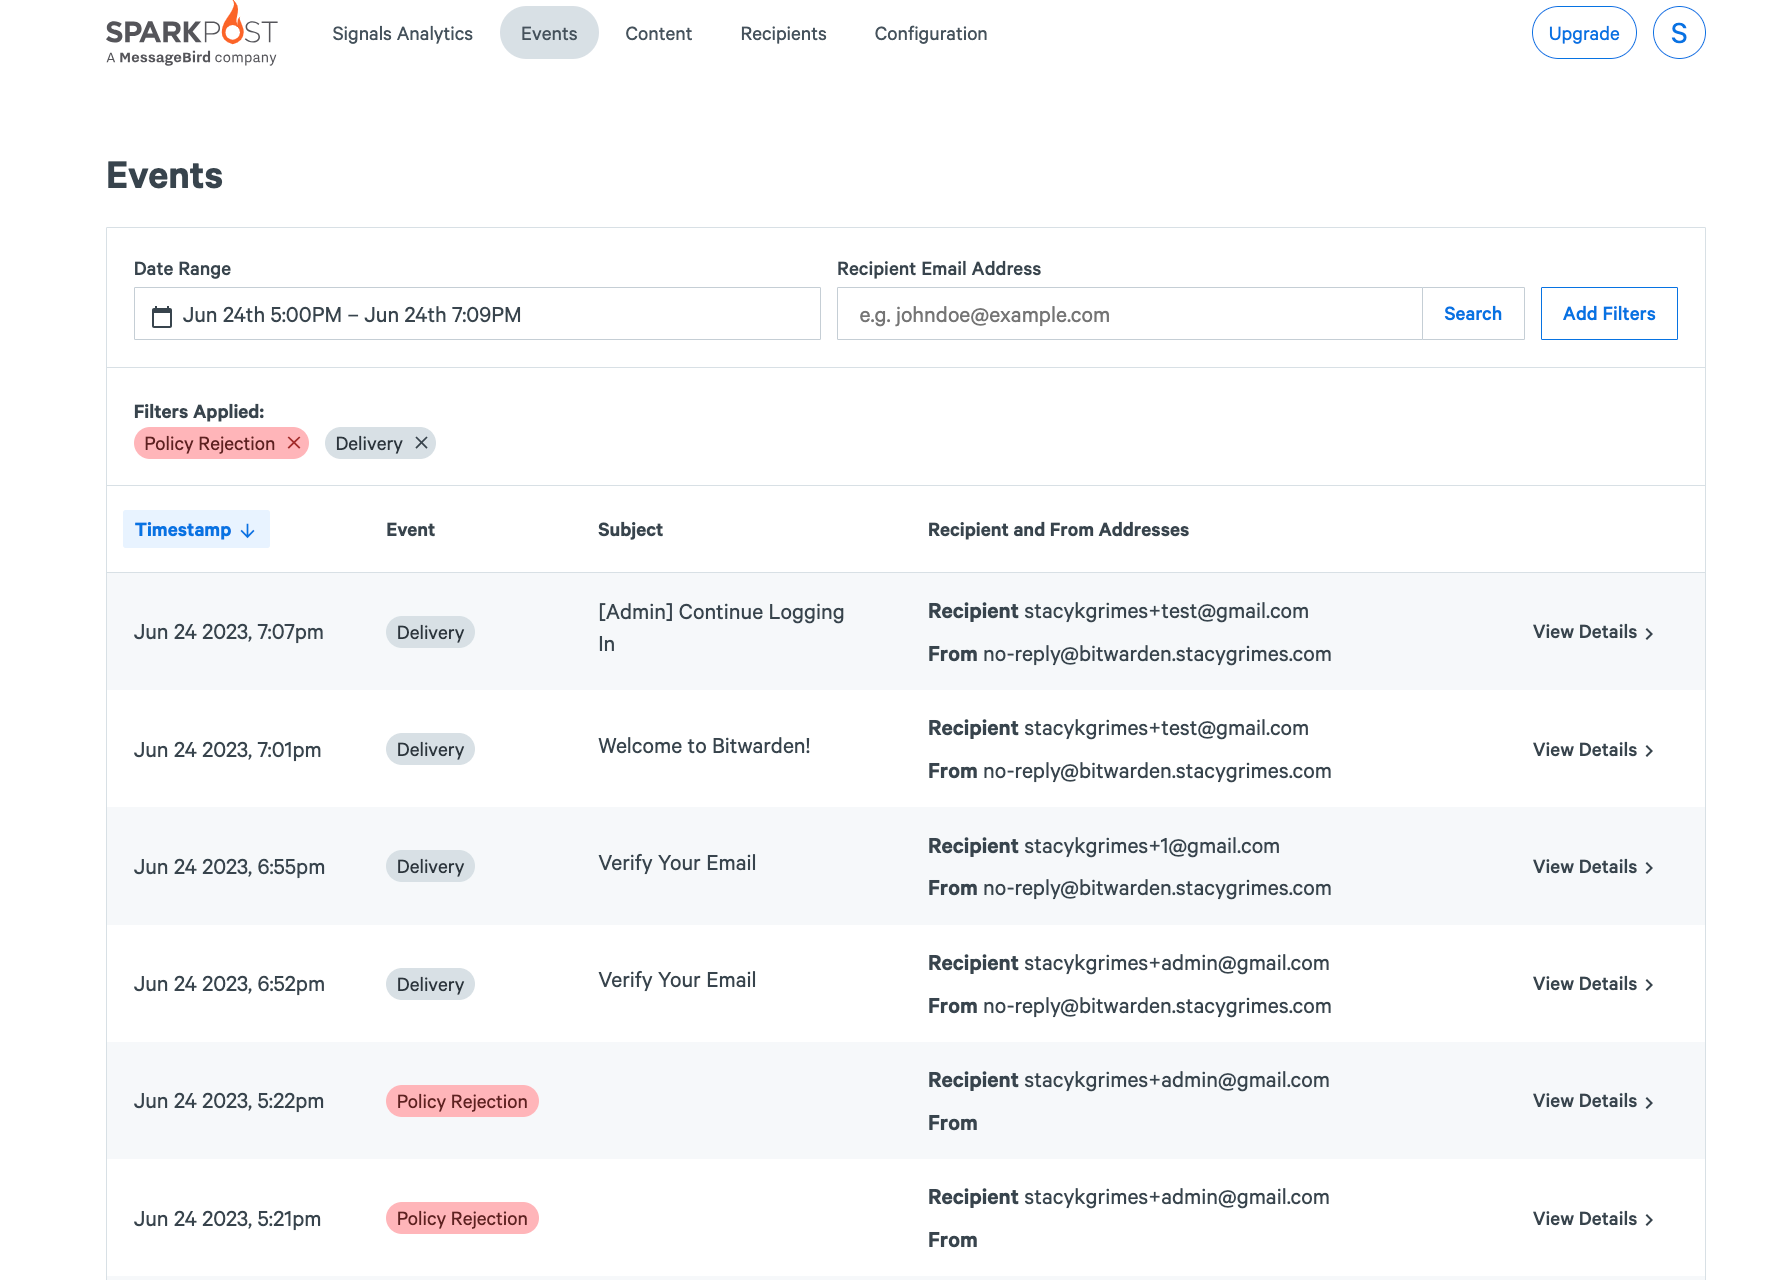 SPARKPOST
A MessageBird company
Signals Analytics
Events
Content
Recipients
Configuration
Upgrade
S
Events
Date Range
Recipient Email Address
Jun 24th 5:00PM – Jun 24th 7:09PM
e.g. johndoe@example.com
Search
Add Filters
Filters Applied:
Policy Rejection
Delivery
Timestamp
Event
Subject
Recipient and From Addresses
Jun 24 2023, 7:07pm
Delivery
[Admin] Continue Logging
In
Recipient stacykgrimes+test@gmail.com
From no-reply@bitwarden.stacygrimes.com
View Details
Jun 24 2023, 7:01pm
Delivery
Welcome to Bitwarden!
Recipient stacykgrimes+test@gmail.com
From no-reply@bitwarden.stacygrimes.com
View Details
Jun 24 2023, 6:55pm
Delivery
Verify Your Email
Recipient stacykgrimes+1@gmail.com
From no-reply@bitwarden.stacygrimes.com
View Details
Jun 24 2023, 6:52pm
Delivery
Verify Your Email
Recipient stacykgrimes+admin@gmail.com
From no-reply@bitwarden.stacygrimes.com
View Details
Jun 24 2023, 5:22pm
Policy Rejection
Recipient stacykgrimes+admin@gmail.com
From
View Details
Jun 24 2023, 5:21pm
Policy Rejection
Recipient stacykgrimes+admin@gmail.com
From
View Details